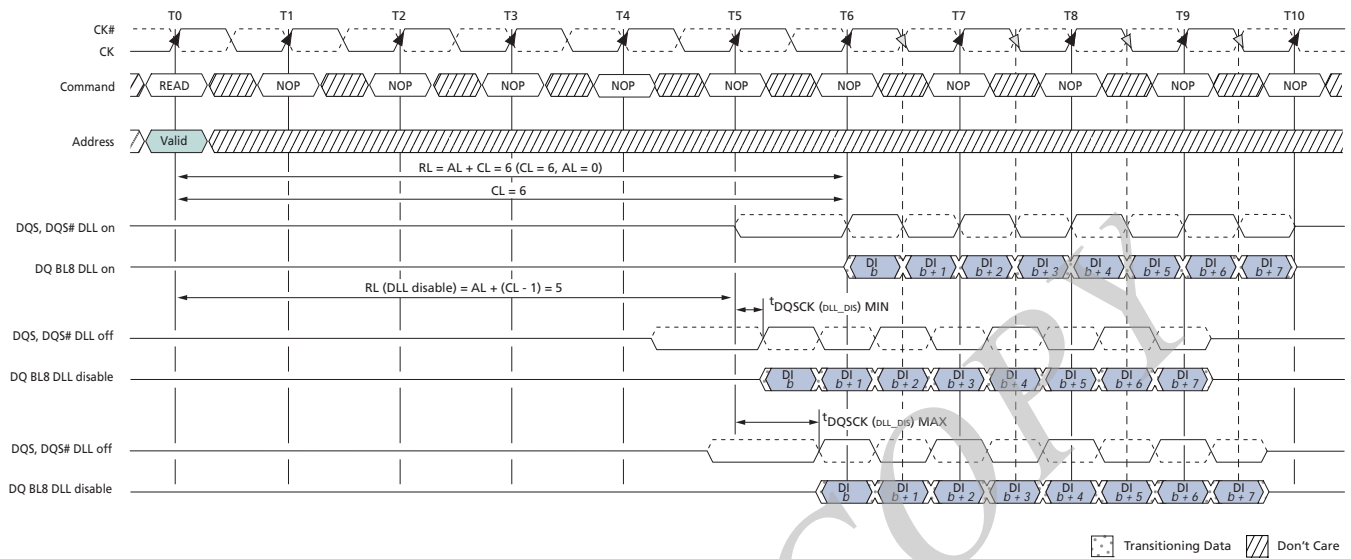 T0 T1 T2 T3 T4 T5 T6 T7 T8 T9 T10
CK#
CK
Command READ NOP NOP NOP NOP NOP NOP NOP NOP NOP NOP
Address Valid
RL = AL + CL = 6 (CL = 6, AL = 0)
CL = 6
DQS, DQS# DLL on
DQ BL8 DLL on DI b DI b + 1 DI b + 2 DI b + 3 DI b + 4 DI b + 5 DI b + 6 DI b + 7
RL (DLL disable) = AL + (CL - 1) = 5
tDQSCK (DLL_DIS) MIN
DQS, DQS# DLL off
DQ BL8 DLL disable DI b DI b + 1 DI b + 2 DI b + 3 DI b + 4 DI b + 5 DI b + 6 DI b + 7
tDQSCK (DLL_DIS) MAX
DQS, DQS# DLL off
DQ BL8 DLL disable DI b DI b + 1 DI b + 2 DI b + 3 DI b + 4 DI b + 5 DI b + 6 DI b + 7
COPY
Transitioning Data Don't Care